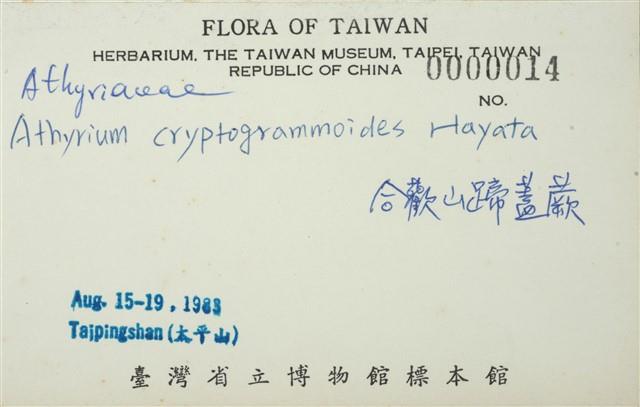 FLORA OF TAIWAN
HERBARIUM, THE TAIWAN MUSEUM, TAIPEI, TAIWAN
REPUBLIC OF CHINA 0000014
Athyriaceae
NO.
Athyrium cryptogrammoides Hayata
合歡山蹄蓋蕨
Aug. 15-19, 1983
Taipingshan (太平山)
臺灣省立博物館標本館